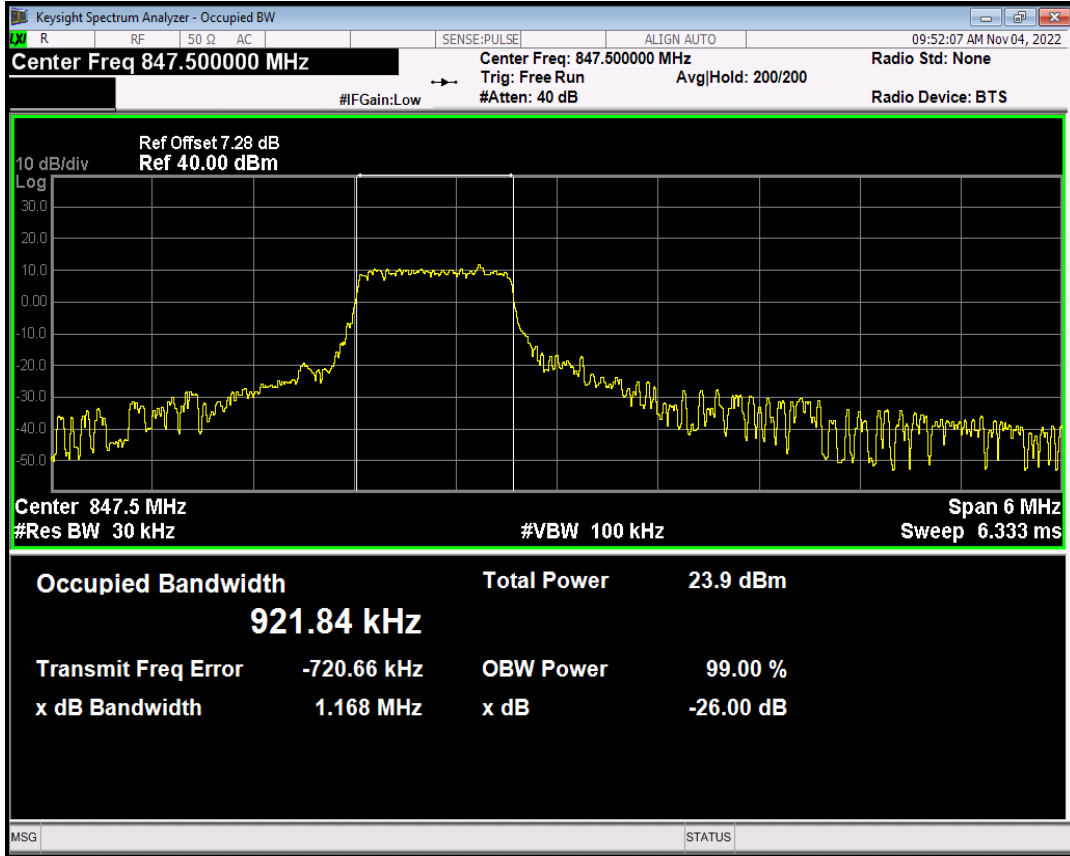 Keysight Spectrum Analyzer - Occupied BW
LXI R RF 50 Ω AC SENSE:PULSE ALIGN AUTO 09:52:07 AM Nov 04, 2022
Center Freq 847.500000 MHz
Center Freq: 847.500000 MHz
Radio Std: None
Trig: Free Run Avg|Hold: 200/200
#IFGain:Low
#Atten: 40 dB
Radio Device: BTS
Ref Offset 7.28 dB
10 dB/div Ref 40.00 dBm
Log
30.0
20.0
10.0
0.00
-10.0
-20.0
-30.0
-40.0
-50.0
Center 847.5 MHz Span 6 MHz
#Res BW 30 kHz #VBW 100 kHz Sweep 6.333 ms
Occupied Bandwidth Total Power 23.9 dBm
921.84 kHz
Transmit Freq Error -720.66 kHz OBW Power 99.00 %
x dB Bandwidth 1.168 MHz x dB -26.00 dB
MSG STATUS